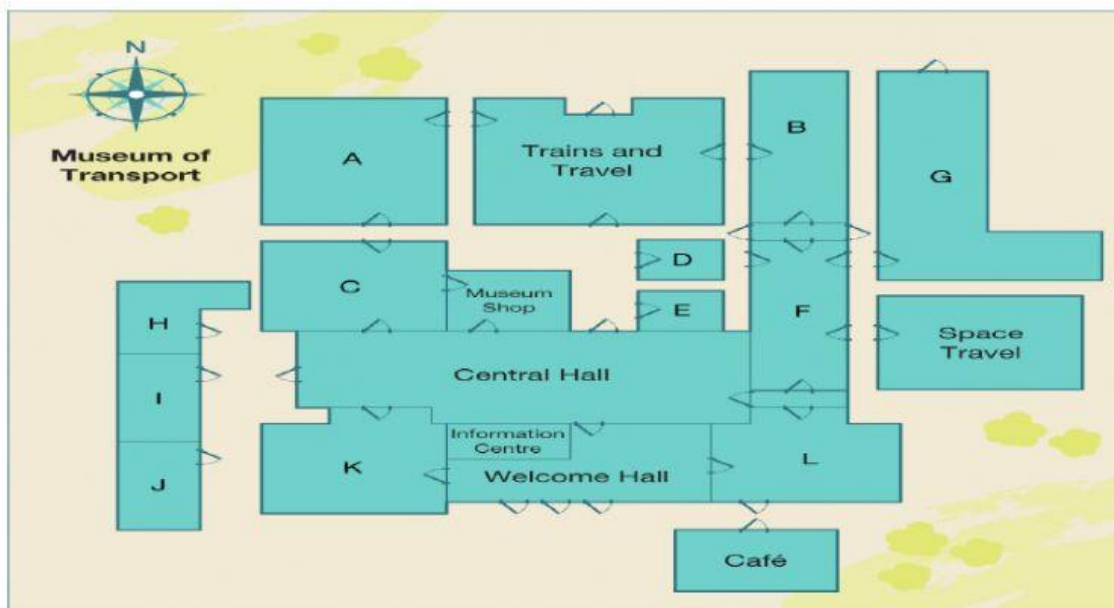 N
Museum of
Transport
A
Trains and
Travel
B
G
C
Museum
Shop
D
E
F
H
Space
Travel
I
Central Hall
J
K
Information
Centre
Welcome Hall
L
Café